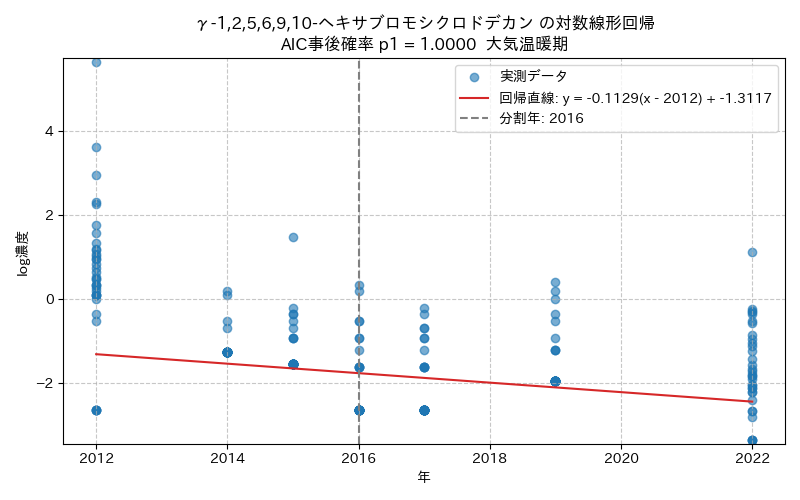 γ-1,2,5,6,9,10-ヘキサブロモシクロドデカン の対数線形回帰
AIC事後確率 p1 = 1.0000  大気温暖期
実測データ
回帰直線: y = -0.1129(x - 2012) + -1.3117
分割年: 2016
log濃度
4
2
0
−2
2012
2014
2016
2018
2020
2022
年